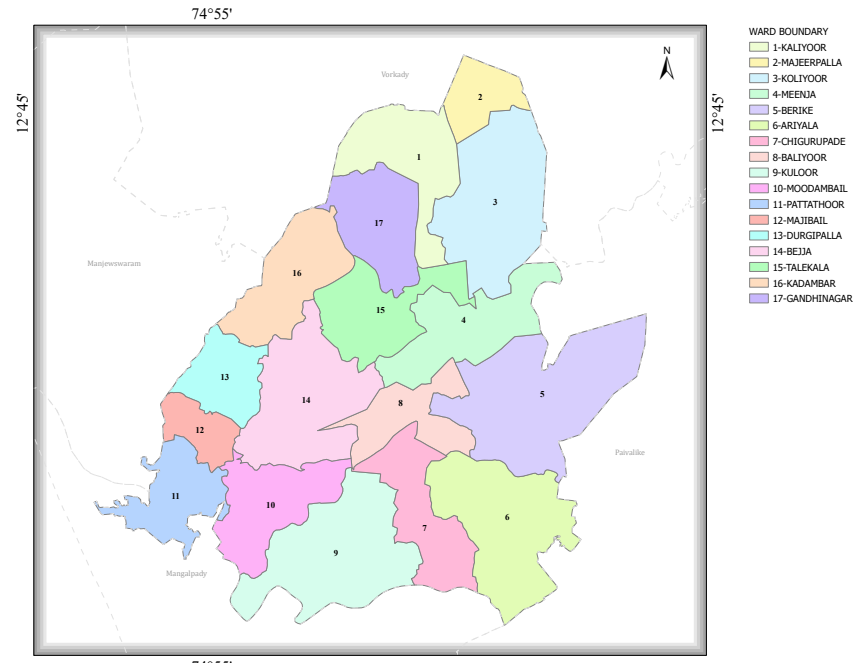 74°55'
12°45'
12°45'
N
Vorkady
Manjewswaram
Paivalike
Mangalpady
1
2
3
17
16
15
4
13
14
8
5
12
11
10
9
7
6
WARD BOUNDARY
1-KALIYOOR
2-MAJEERPALLA
3-KOLIYOOR
4-MEENJA
5-BERIKE
6-ARIYALA
7-CHIGURUPADE
8-BALIYOOR
9-KULOOR
10-MOODAMBAIL
11-PATTATHOOR
12-MAJIBAIL
13-DURGIPALLA
14-BEJJA
15-TALEKALA
16-KADAMBAR
17-GANDHINAGAR
74°55'